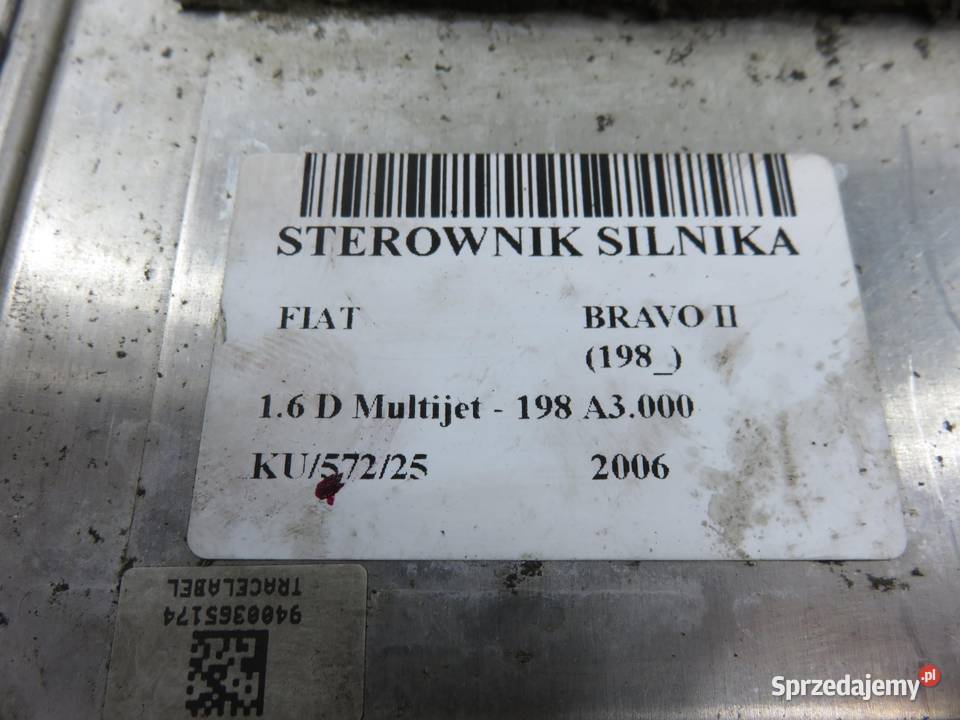 STEROWNIK SILNIKA
FIAT BRAVO II
(198_)
1.6 D Multijet - 198 A3.000
KU/572/25 2006
TRACELABEL
9400365174
Sprzedajemy.pl